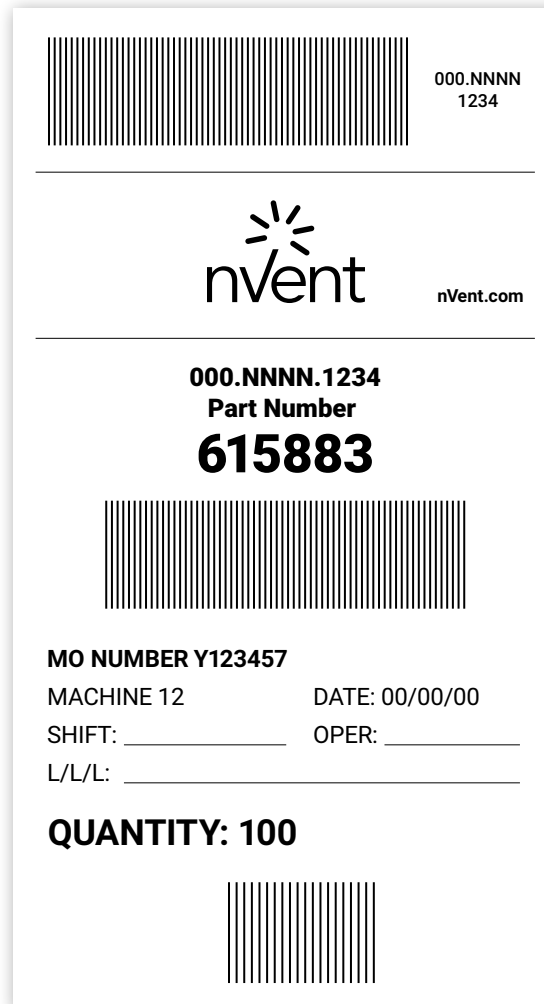 000.NNNN
1234
nvent
nVent.com
000.NNNN.1234
Part Number
615883
MO NUMBER Y123457
MACHINE 12 DATE: 00/00/00
SHIFT: OPER:
L/L/L:
QUANTITY: 100